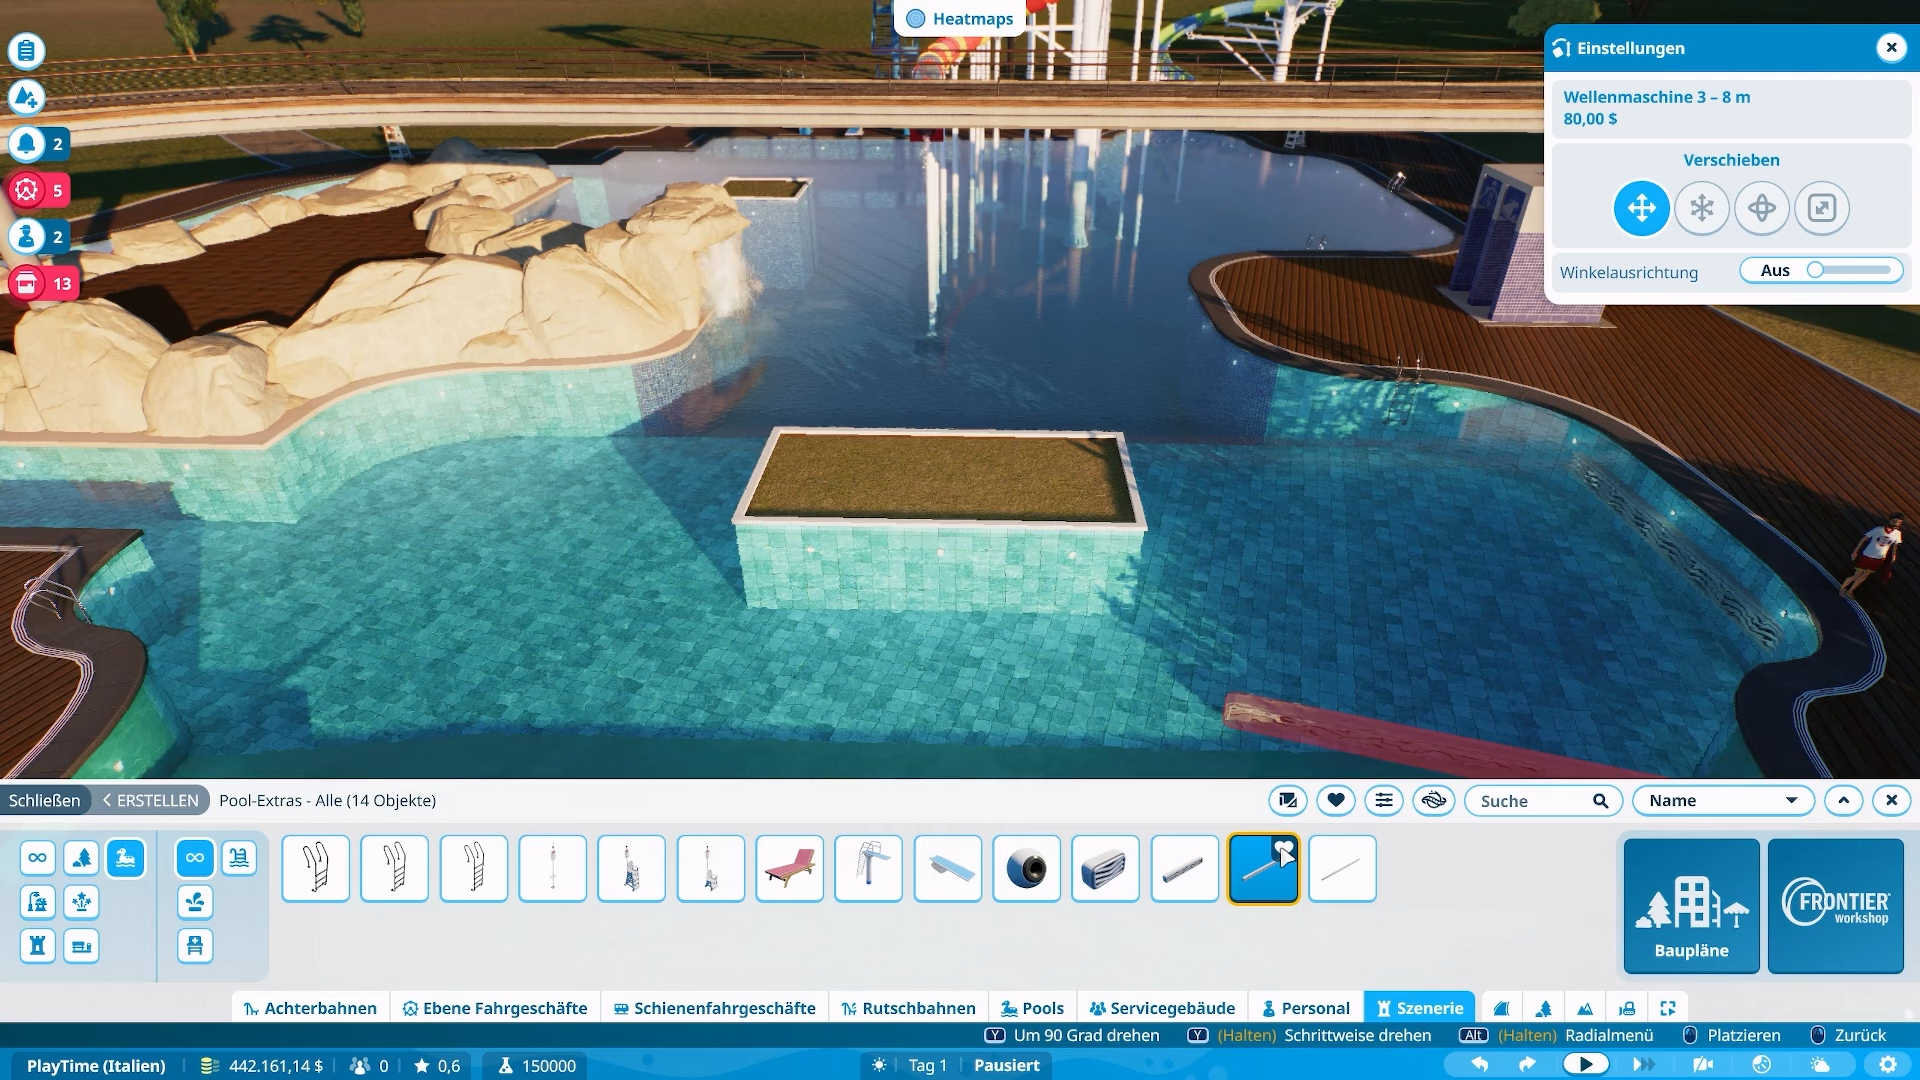 Heatmaps
Einstellungen
Wellenmaschine 3 – 8 m
80,00 $
Verschieben
Winkelausrichtung
Aus
2
5
2
13
Schließen
ERSTELLEN
Pool-Extras - Alle (14 Objekte)
Suche
Name
Baupläne
FRONTIER
workshop
Achterbahnen
Ebene Fahrgeschäfte
Schienenfahrgeschäfte
Rutschbahnen
Pools
Servicegebäude
Personal
Szenerie
Y Um 90 Grad drehen
Y (Halten) Schrittweise drehen
Alt (Halten) Radialmenü
Platzieren
Zurück
PlayTime (Italien)
442.161,14 $
0
0,6
150000
Tag 1
Pausiert